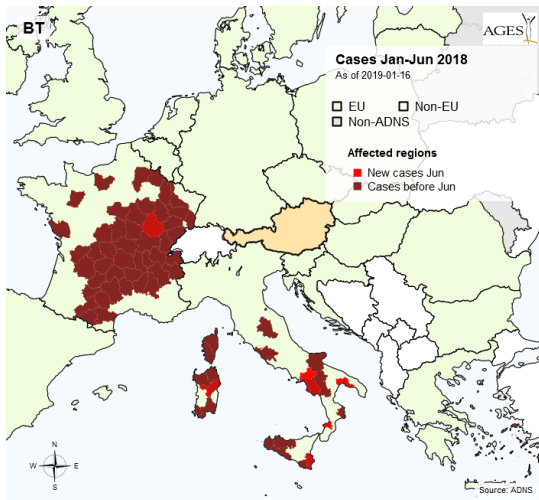 BT
AGES
Cases Jan-Jun 2018
As of 2019-01-16
EU Non-EU
Non-ADNS
Affected regions
New cases Jun
Cases before Jun
N
W E
S
Source: ADNS